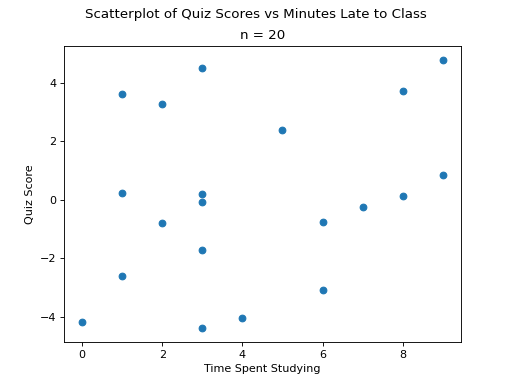 Scatterplot of Quiz Scores vs Minutes Late to Class
n = 20
4
2
0
−2
−4
Quiz Score
0 2 4 6 8
Time Spent Studying